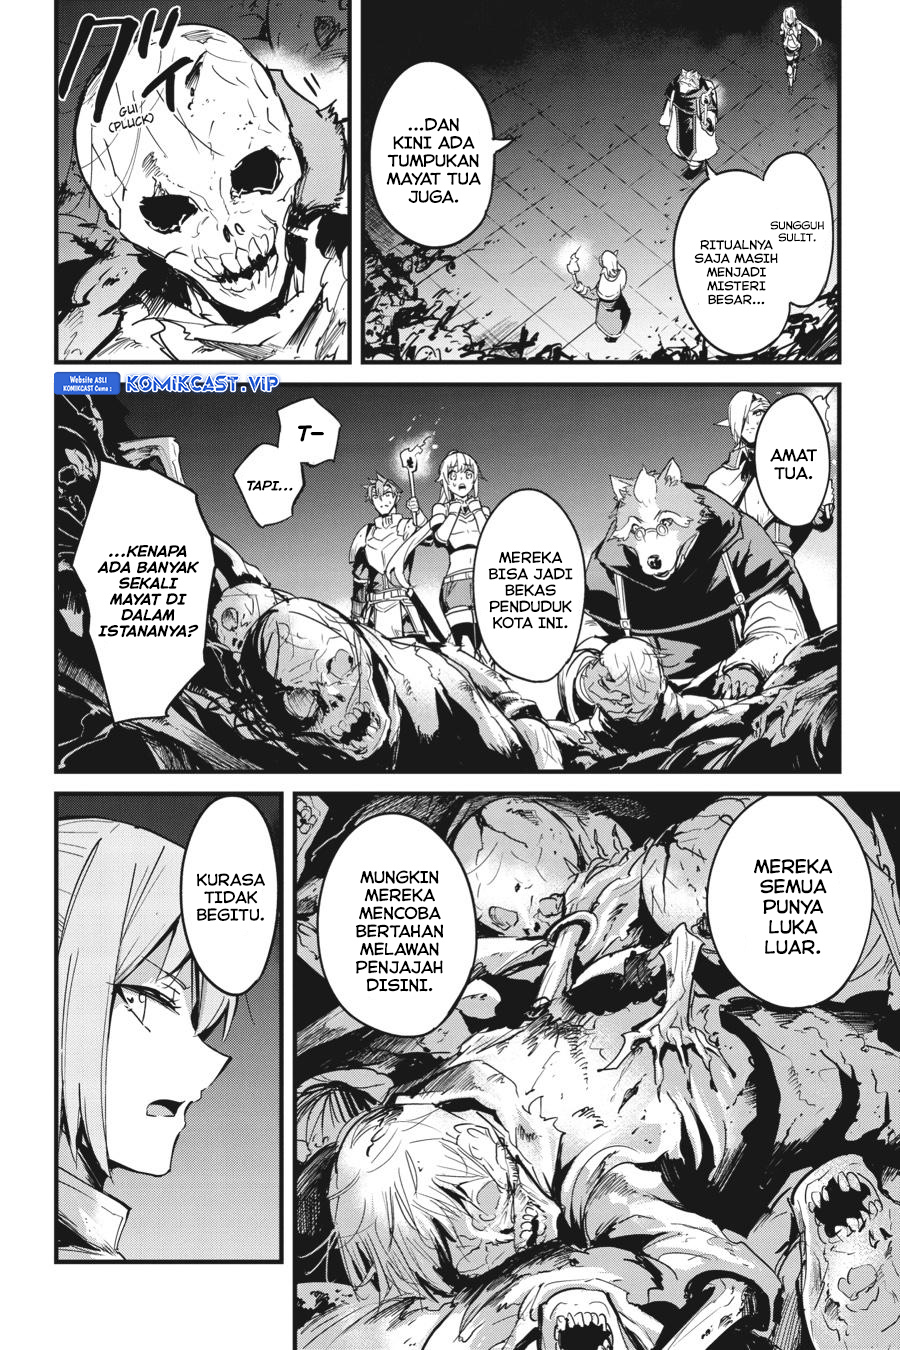 SUNGGUH
SULIT.
RITUALNYA
SAJA MASIH
MENJADI
MISTERI
BESAR...
...DAN
KINI ADA
TUMPUKAN
MAYAT TUA
JUGA.
グイ
GUI
(PLUCK)
Website ASLI
KOMIKCAST Cuma :
KOMIKCAST.VIP
AMAT
TUA.
MEREKA
BISA JADI
BEKAS
PENDUDUK
KOTA INI.
T-
TAPI...
...KENAPA
ADA BANYAK
SEKALI
MAYAT DI
DALAM
ISTANANYA?
MEREKA
SEMUA
PUNYA
LUKA
LUAR.
MUNGKIN
MEREKA
MENCOBA
BERTAHAN
MELAWAN
PENJAJAH
DISINI.
KURASA
TIDAK
BEGITU.